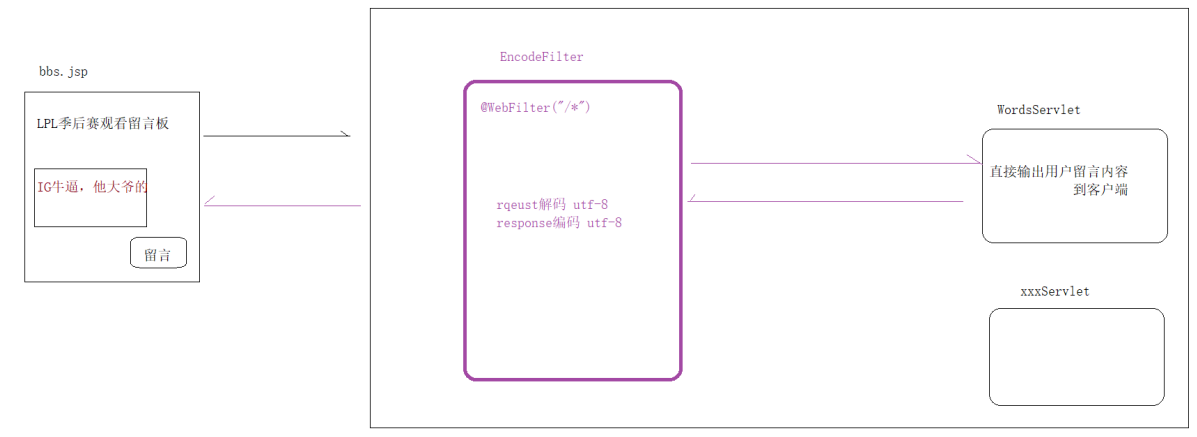 bbs.jsp
LPL季后赛观看留言板
IG牛逼，他大爷的
留言
EncodeFilter
@WebFilter("/*")
rqeust解码 utf-8
response编码 utf-8
WordsServlet
直接输出用户留言内容
到客户端
xxxServlet